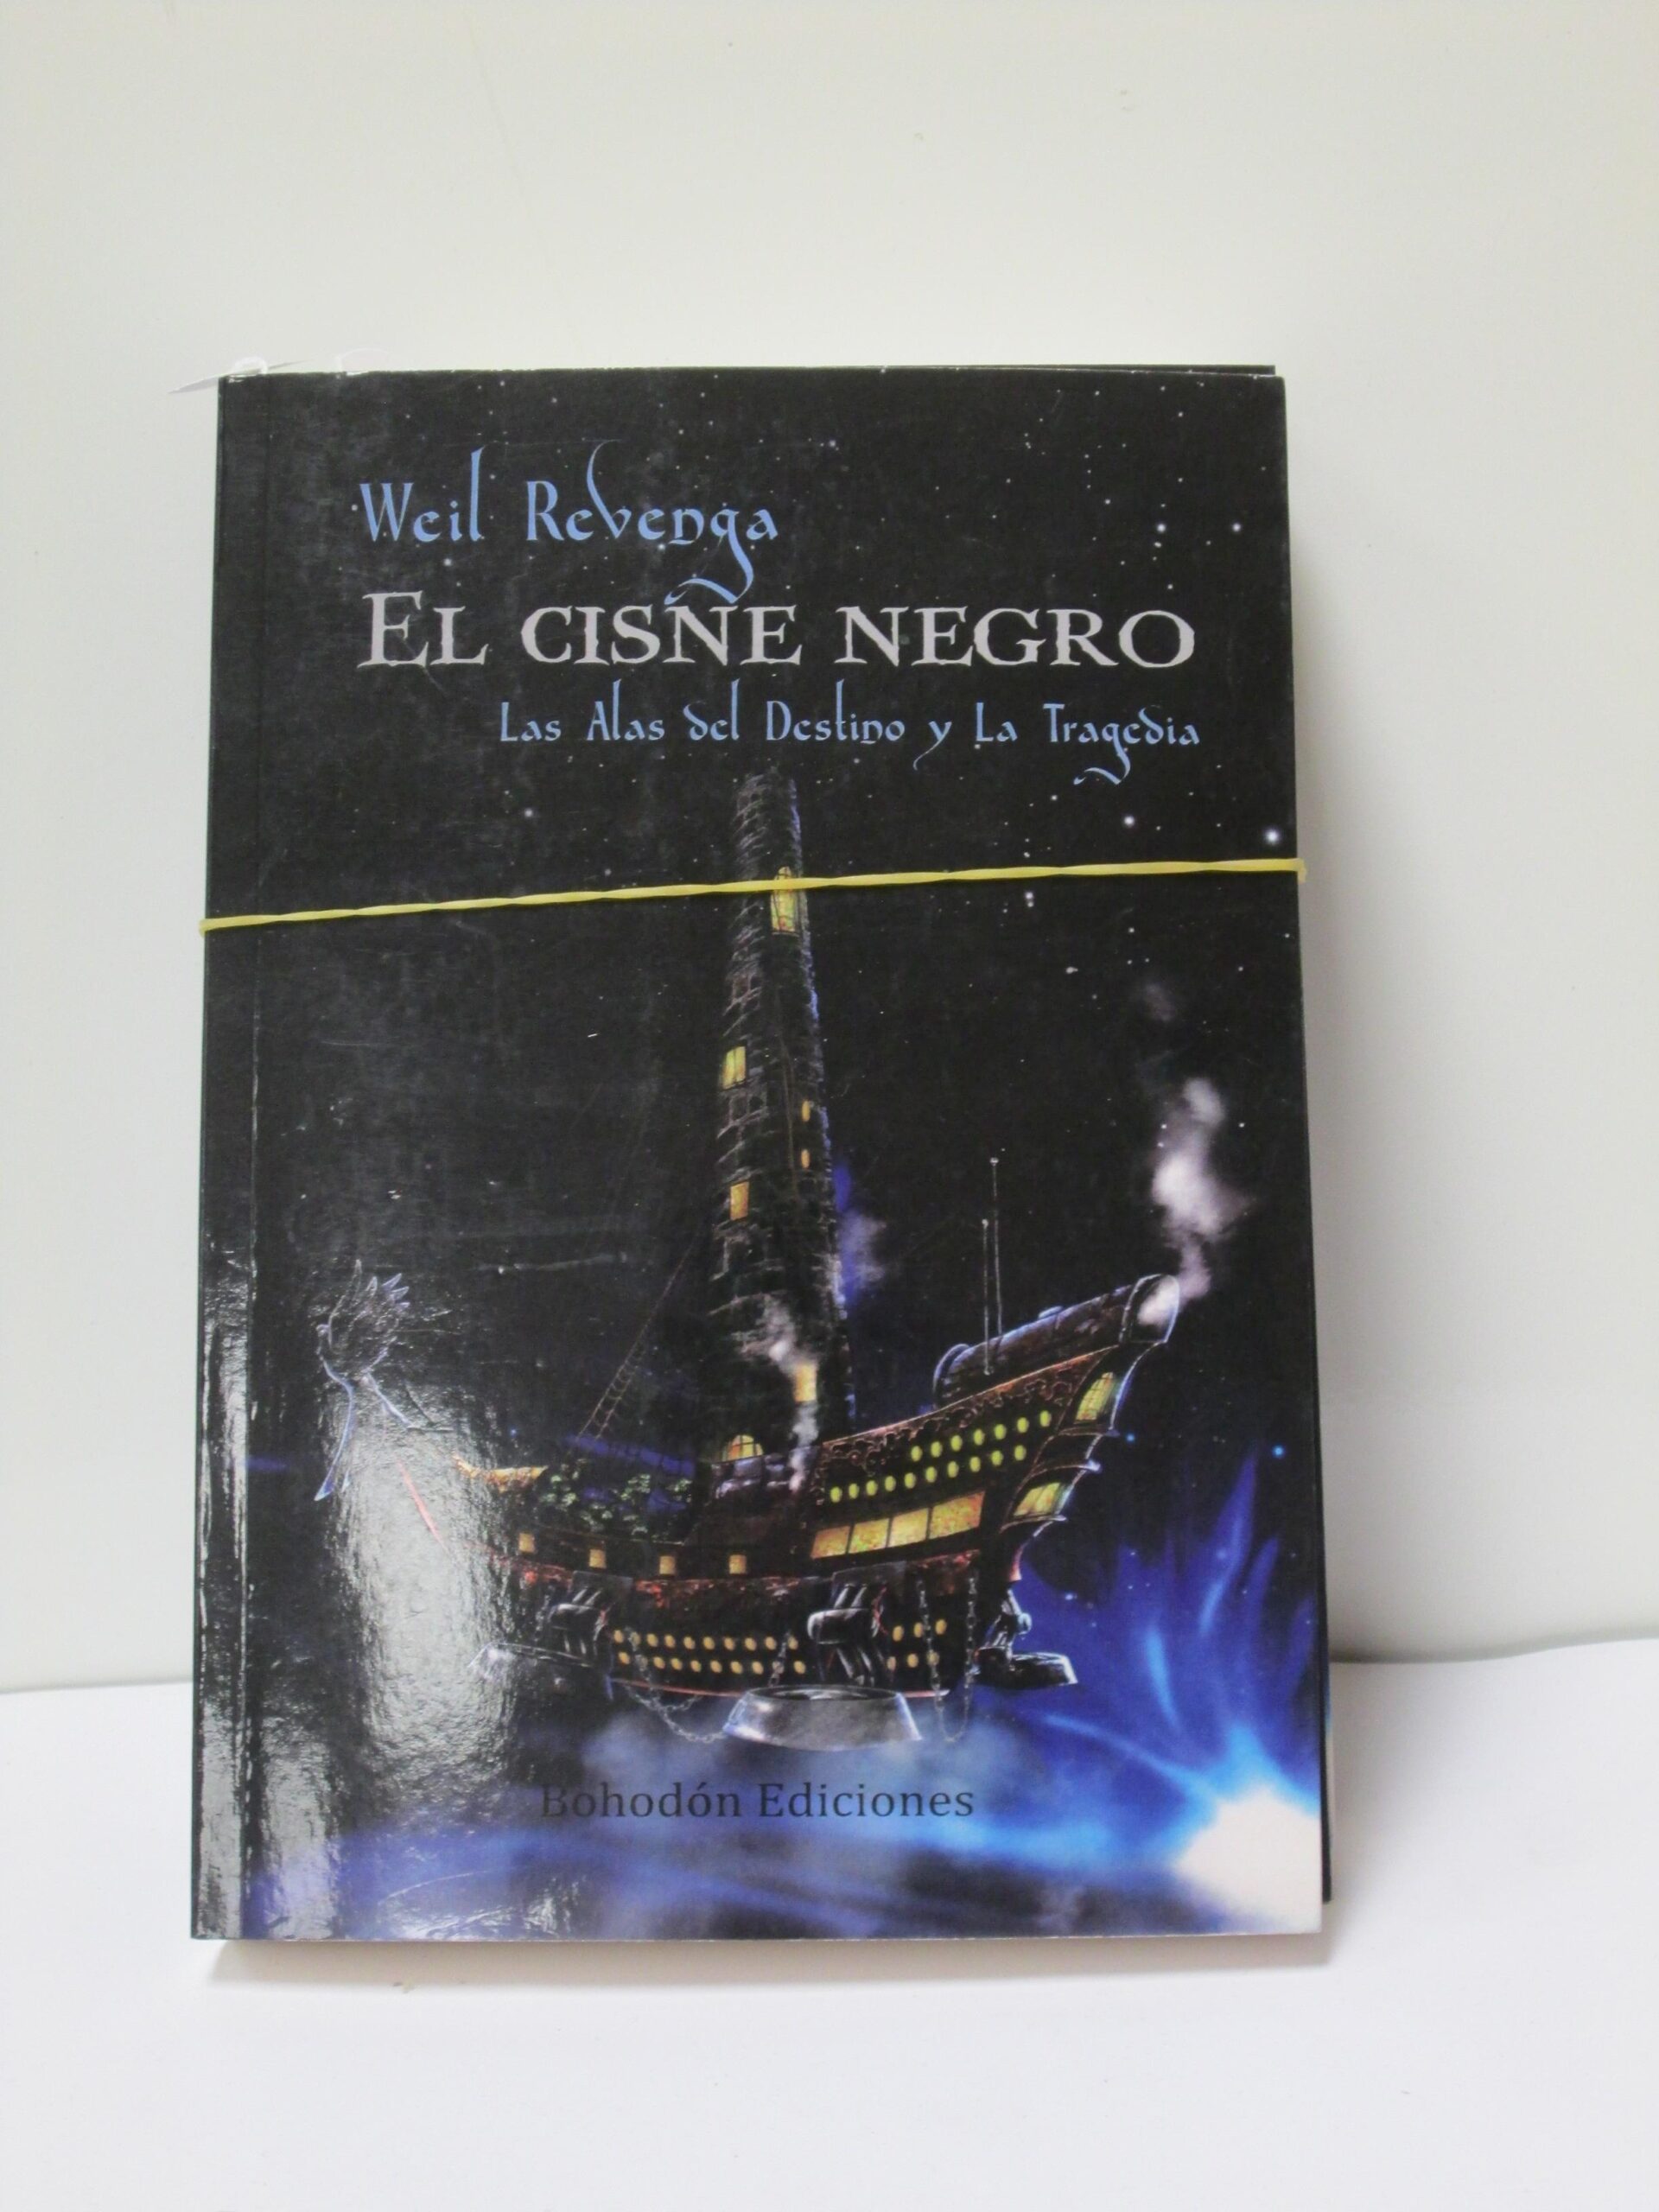 Weil Revenga
EL CISNE NEGRO
Las Alas del Destino y La Tragedia
Bohodón Ediciones